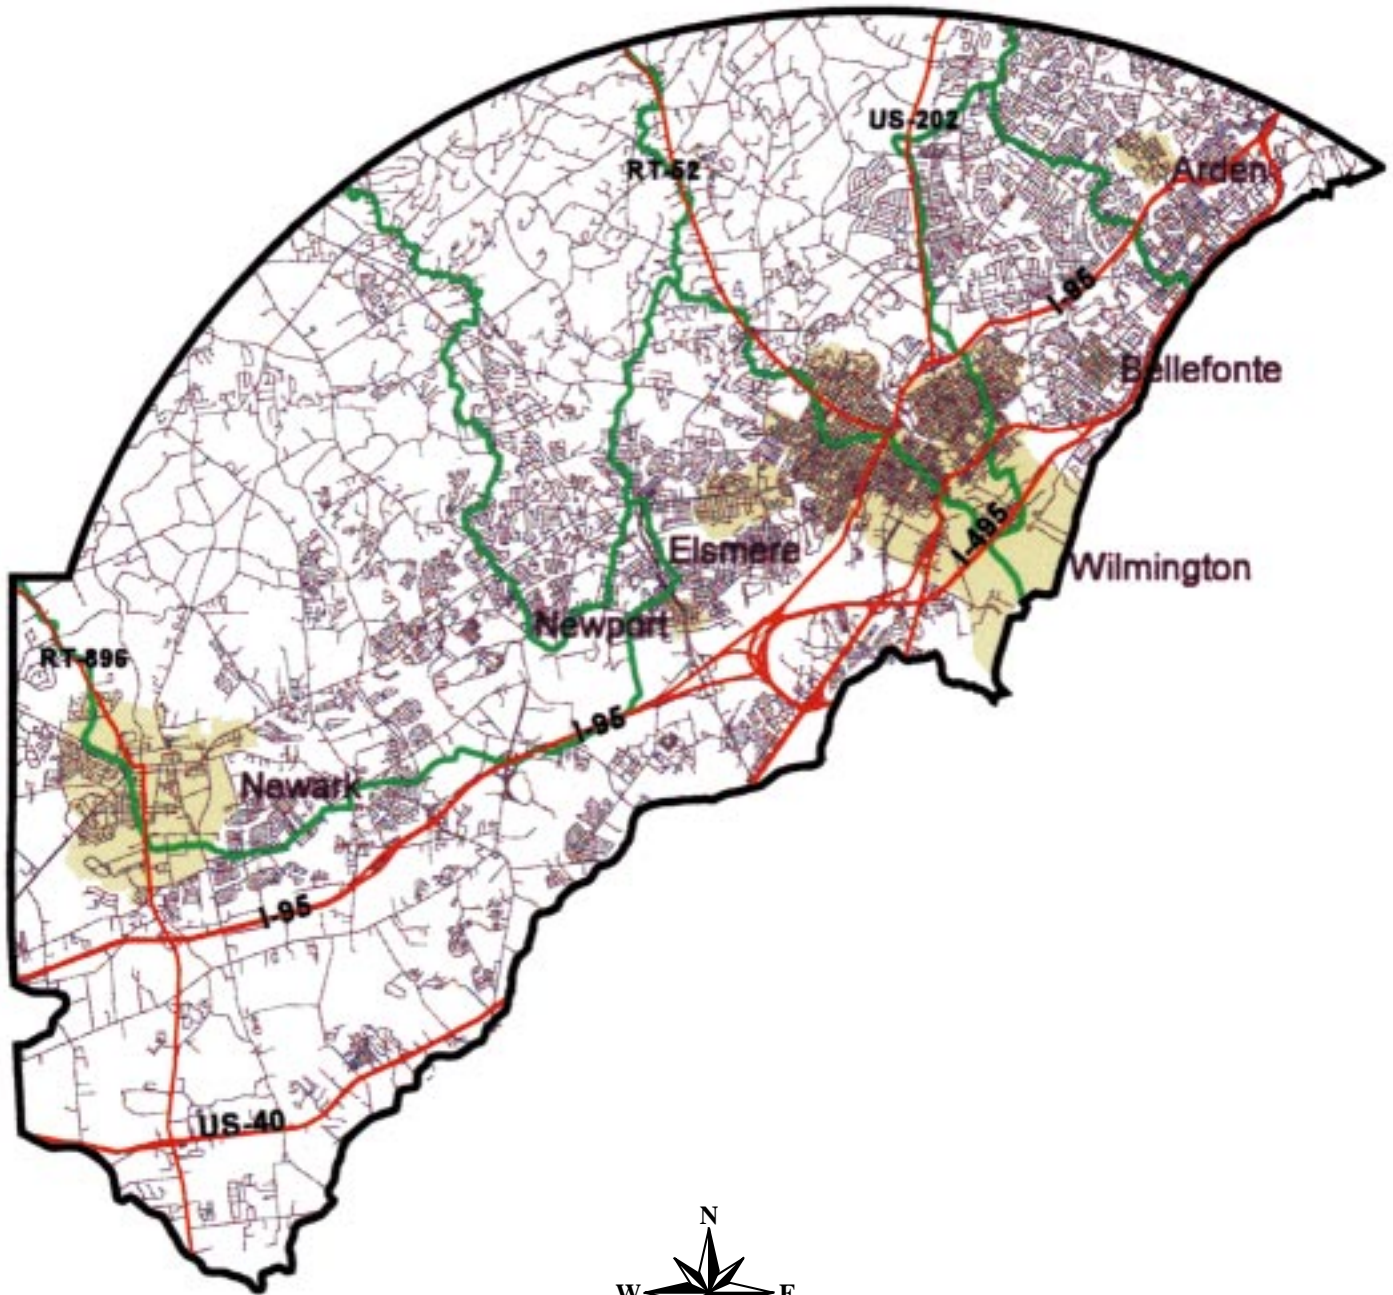 US-202
RT-52
Arden
I-95
Bellefonte
Elsmere
I-495
Wilmington
Newport
RT-896
I-95
Newark
I-95
US-40
N
W E